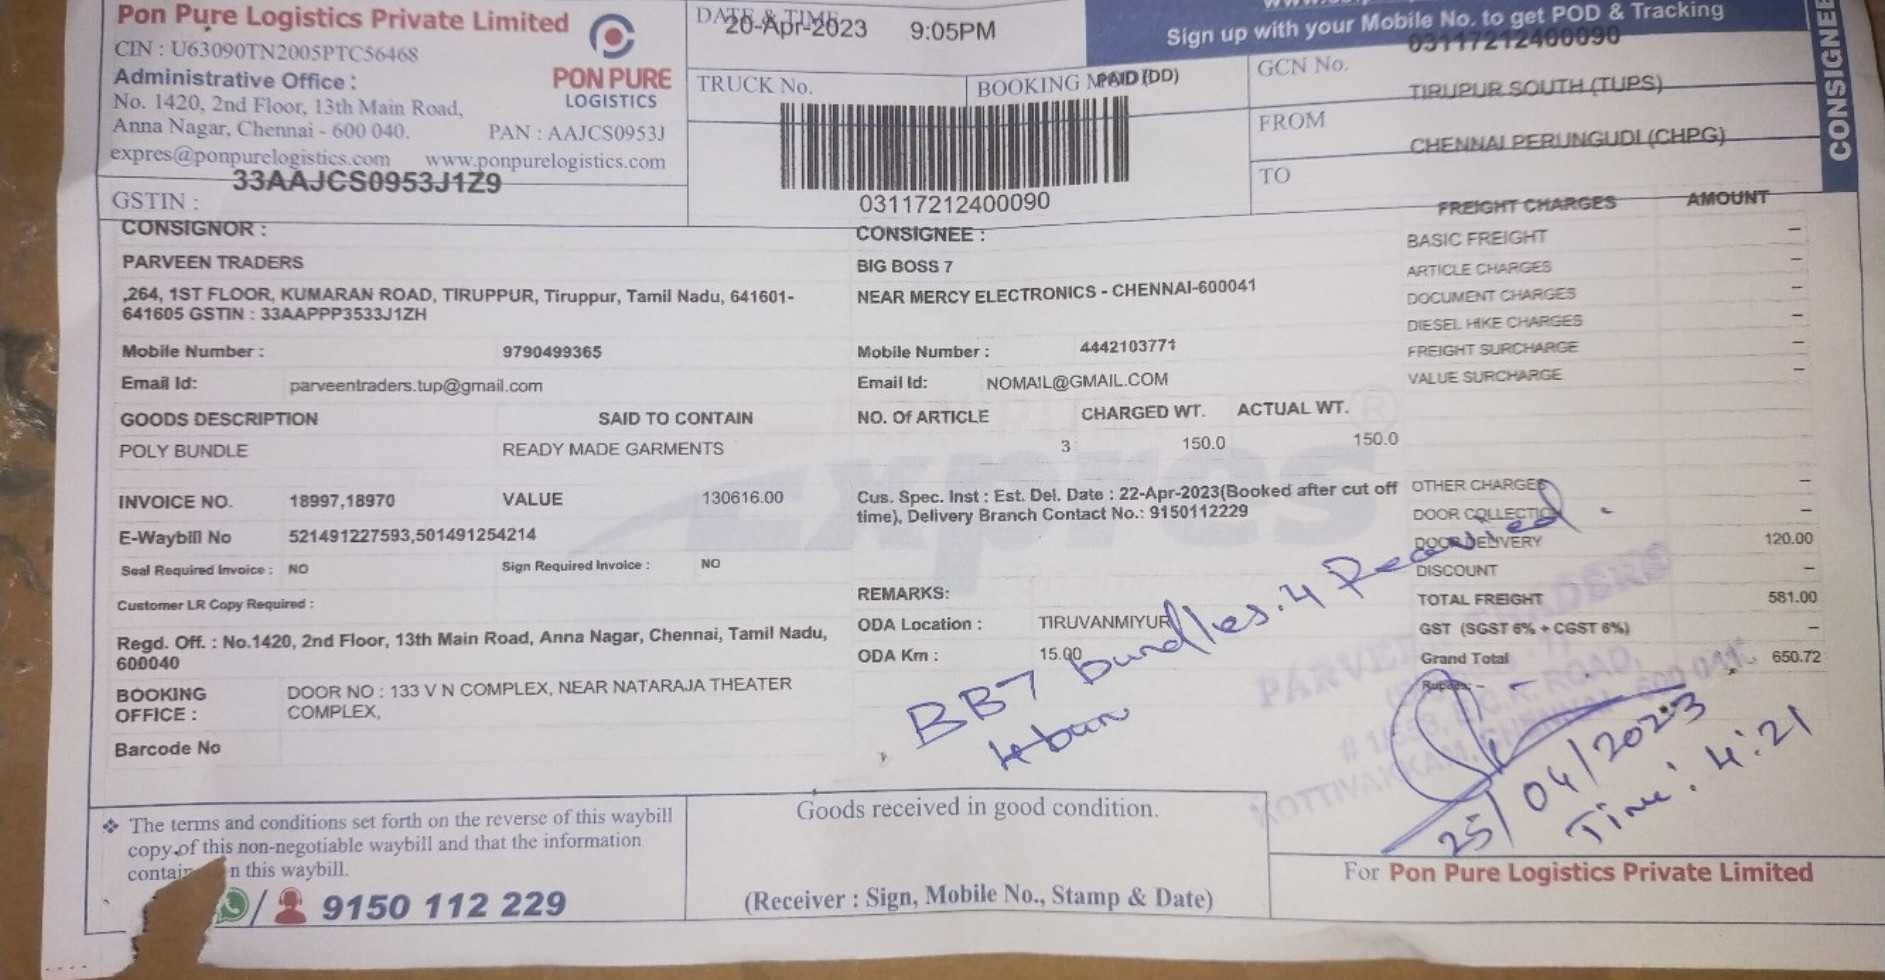 Pon Pure Logistics Private Limited
CIN : U63090TN2005PTC56468
Administrative Office :
No. 1420, 2nd Floor, 13th Main Road,
Anna Nagar, Chennai - 600 040.
PAN : AAJCS0953J
expres@ponpurelogistics.com www.ponpurelogistics.com
PON PURE
LOGISTICS
GSTIN : 33AAJCS0953J1Z9
DATE & TIME 20-Apr-2023 9:05PM
Sign up with your Mobile No. to get POD & Tracking
CONSIGNEE
TRUCK No.
BOOKING PAID (DD)
03117212400090
GCN No. 03117212400090
FROM TIRUPUR SOUTH (TUPS)
TO CHENNAI PERUNGUDI (CHPG)
CONSIGNOR :
PARVEEN TRADERS
,264, 1ST FLOOR, KUMARAN ROAD, TIRUPPUR, Tiruppur, Tamil Nadu, 641601-
641605 GSTIN : 33AAPPP3533J1ZH
Mobile Number : 9790499365
Email Id: parveentraders.tup@gmail.com
CONSIGNEE :
BIG BOSS 7
NEAR MERCY ELECTRONICS - CHENNAI-600041
Mobile Number : 4442103771
Email Id: NOMAIL@GMAIL.COM
FREIGHT CHARGES AMOUNT
BASIC FREIGHT –
ARTICLE CHARGES –
DOCUMENT CHARGES –
DIESEL HIKE CHARGES –
FREIGHT SURCHARGE –
VALUE SURCHARGE –
GOODS DESCRIPTION SAID TO CONTAIN NO. Of ARTICLE CHARGED WT. ACTUAL WT.
POLY BUNDLE READY MADE GARMENTS 3 150.0 150.0
INVOICE NO. 18997,18970 VALUE 130616.00
E-Waybill No 521491227593,501491254214
Seal Required Invoice : NO Sign Required Invoice : NO
Customer LR Copy Required :
Regd. Off. : No.1420, 2nd Floor, 13th Main Road, Anna Nagar, Chennai, Tamil Nadu,
600040
BOOKING OFFICE : DOOR NO : 133 V N COMPLEX, NEAR NATARAJA THEATER
COMPLEX,
Barcode No
Cus. Spec. Inst : Est. Del. Date : 22-Apr-2023(Booked after cut off
time), Delivery Branch Contact No.: 9150112229
REMARKS:
ODA Location : TIRUVANMIYUR
ODA Km : 15.00
OTHER CHARGES –
DOOR COLLECTION –
DOOR DELIVERY 120.00
DISCOUNT –
TOTAL FREIGHT 581.00
GST (SGST 6% + CGST 6%) –
Grand Total 650.72
Rupees: –
Expres
BB7 bundles. 4 Received.
25/04/2023
Time: 4:21
❖ The terms and conditions set forth on the reverse of this waybill
copy of this non-negotiable waybill and that the information
n this waybill.
/ 9150 112 229
Goods received in good condition.
(Receiver : Sign, Mobile No., Stamp & Date)
For Pon Pure Logistics Private Limited